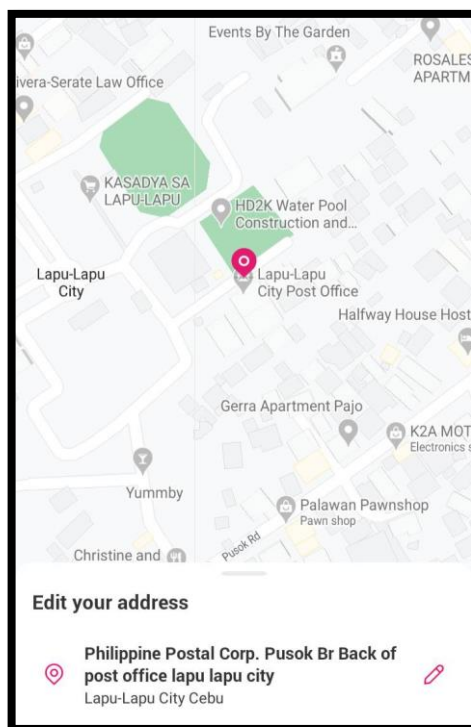 Events By The Garden
ROSALES
APARTM
ivera-Serate Law Office
KASADYA SA
LAPU-LAPU
HD2K Water Pool
Construction and...
Lapu-Lapu
City
Lapu-Lapu
City Post Office
Halfway House Host
Gerra Apartment Pajo
K2A MOT
Electronics s
Yummby
Palawan Pawnshop
Pawn shop
Pusok Rd
Christine and
Edit your address
Philippine Postal Corp. Pusok Br Back of
post office lapu lapu city
Lapu-Lapu City Cebu